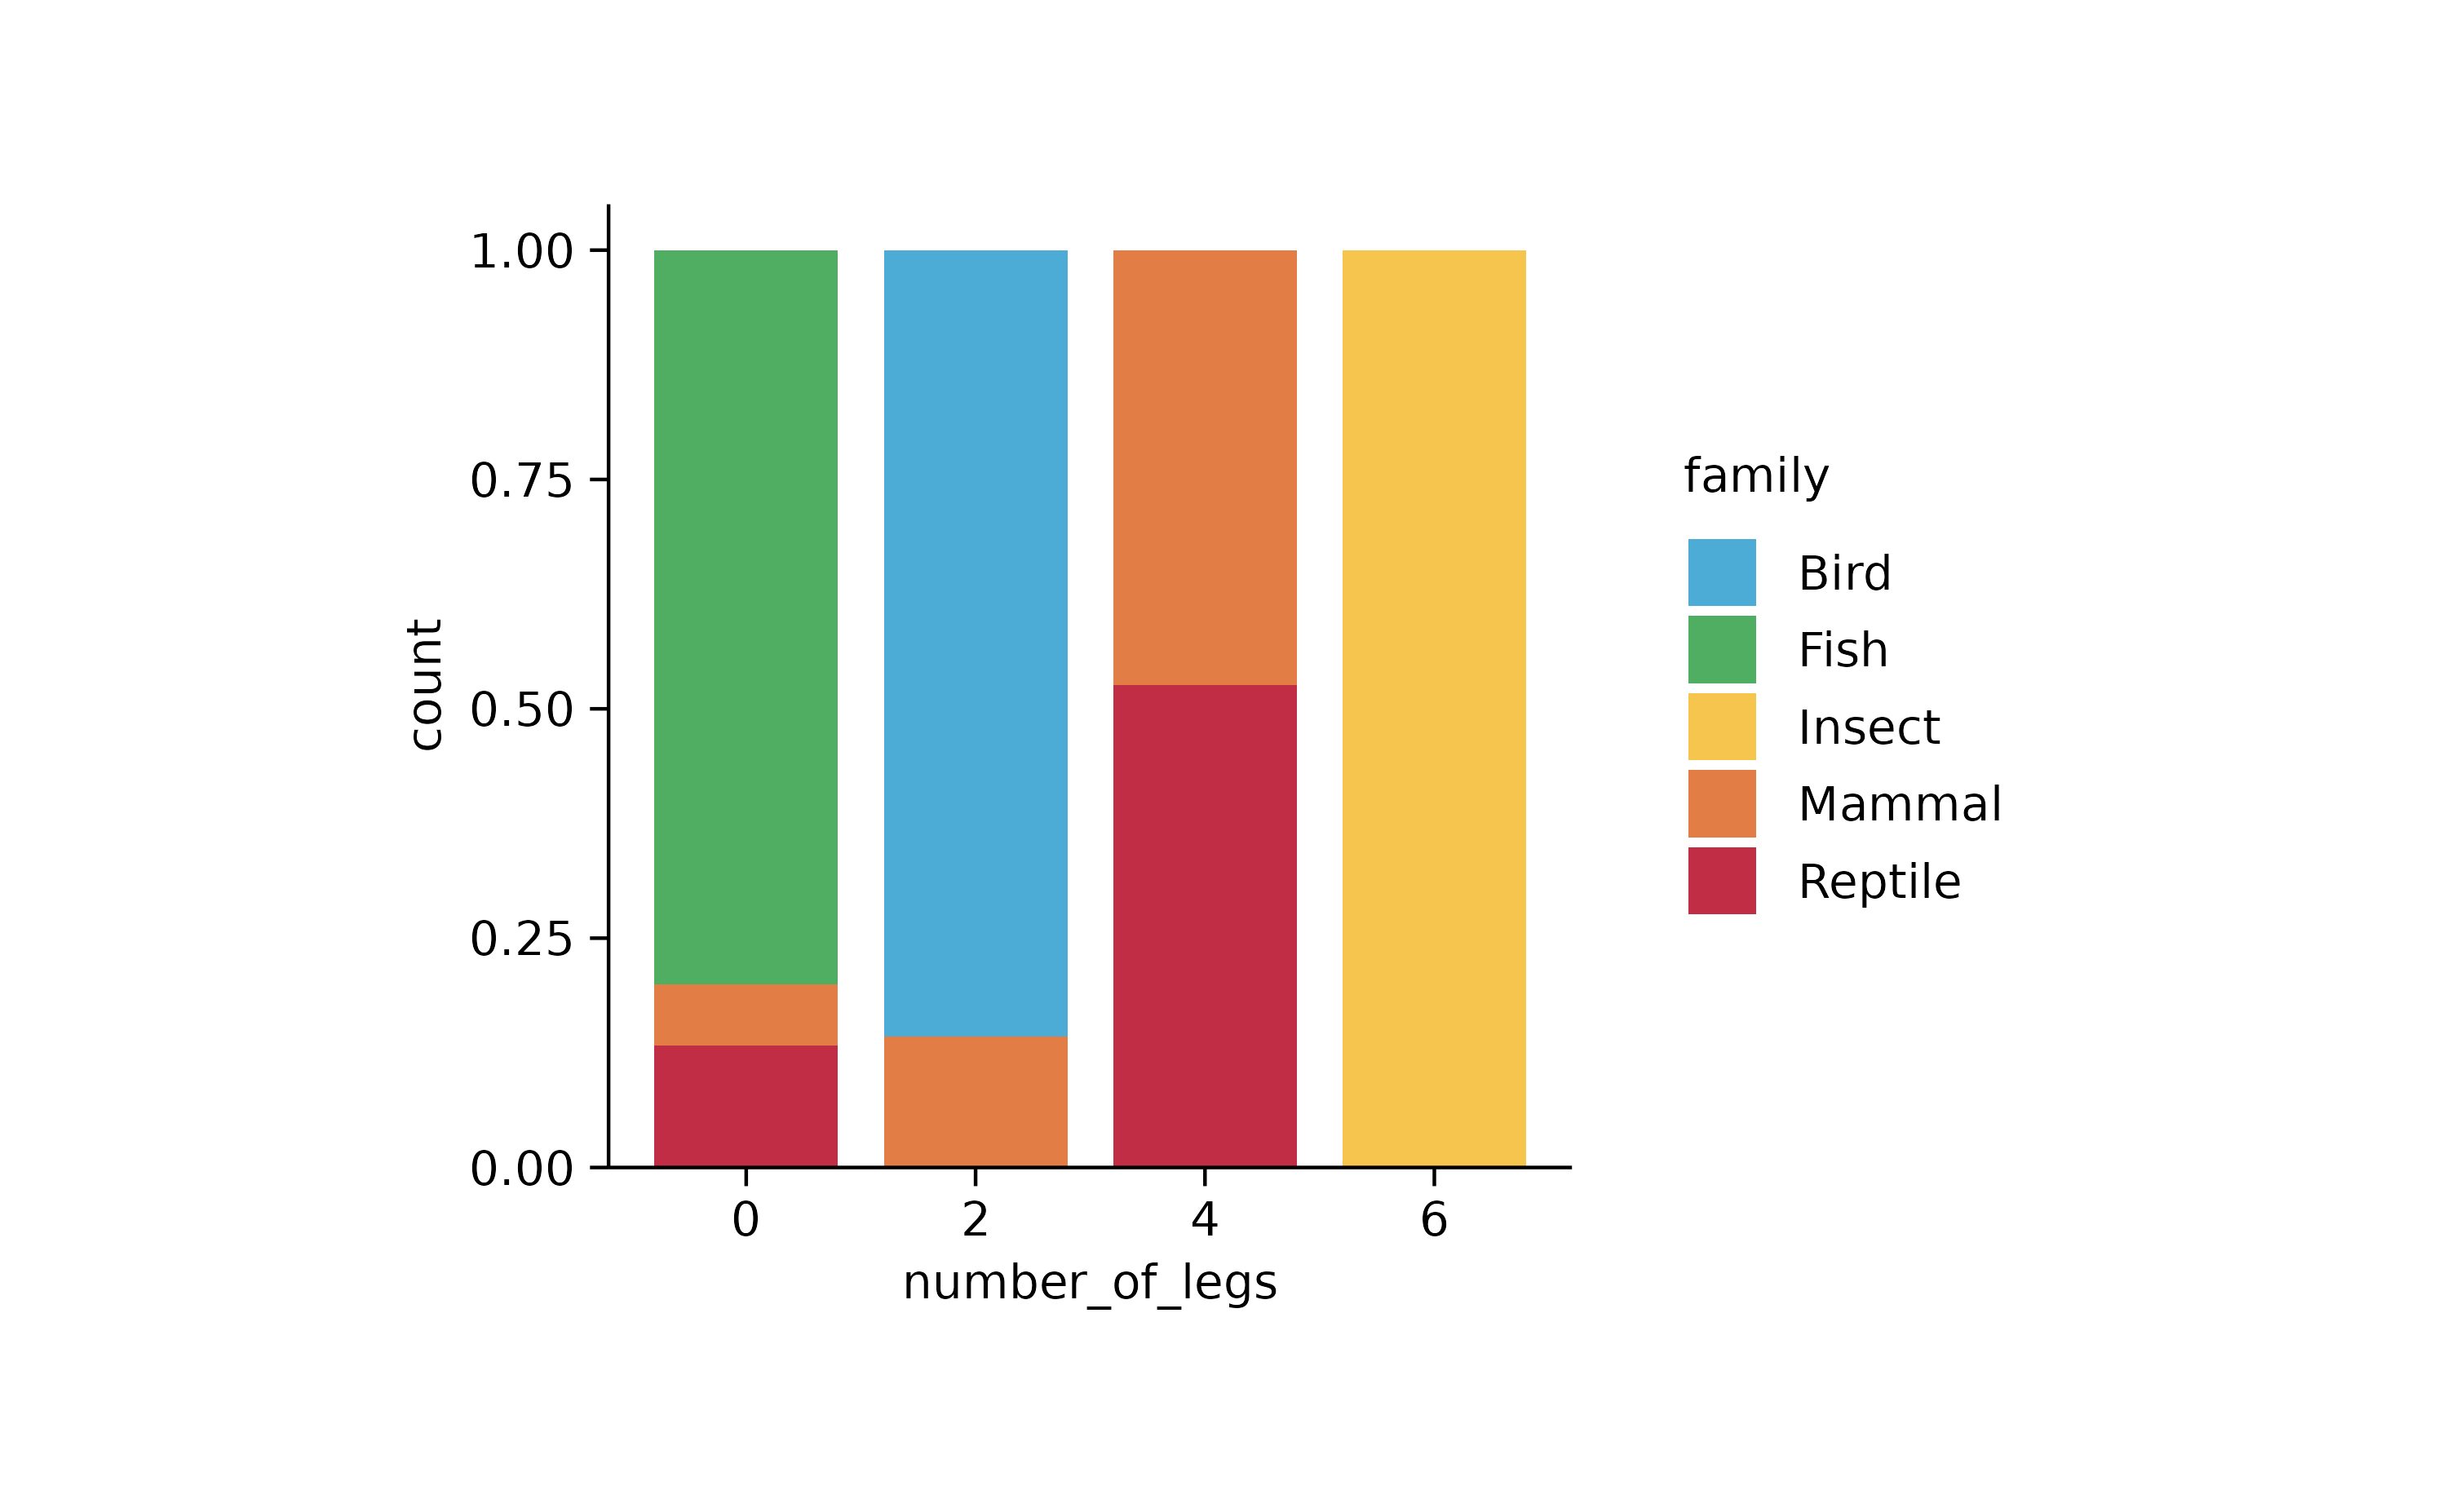 1.00
0.75
0.50
0.25
0.00
count
0 2 4 6
number_of_legs
family
Bird
Fish
Insect
Mammal
Reptile